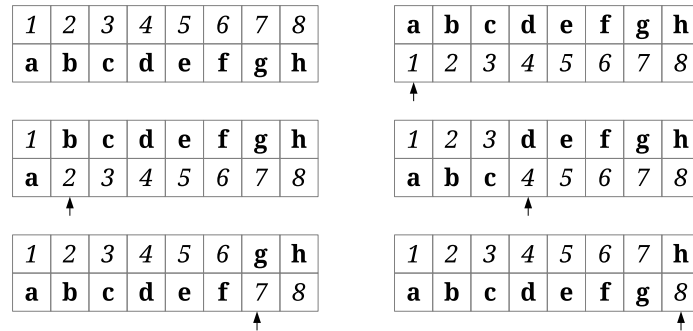 1 2 3 4 5 6 7 8
a b c d e f g h
a b c d e f g h
1 2 3 4 5 6 7 8
1 b c d e f g h
a 2 3 4 5 6 7 8
1 2 3 d e f g h
a b c 4 5 6 7 8
1 2 3 4 5 6 g h
a b c d e f 7 8
1 2 3 4 5 6 7 h
a b c d e f g 8